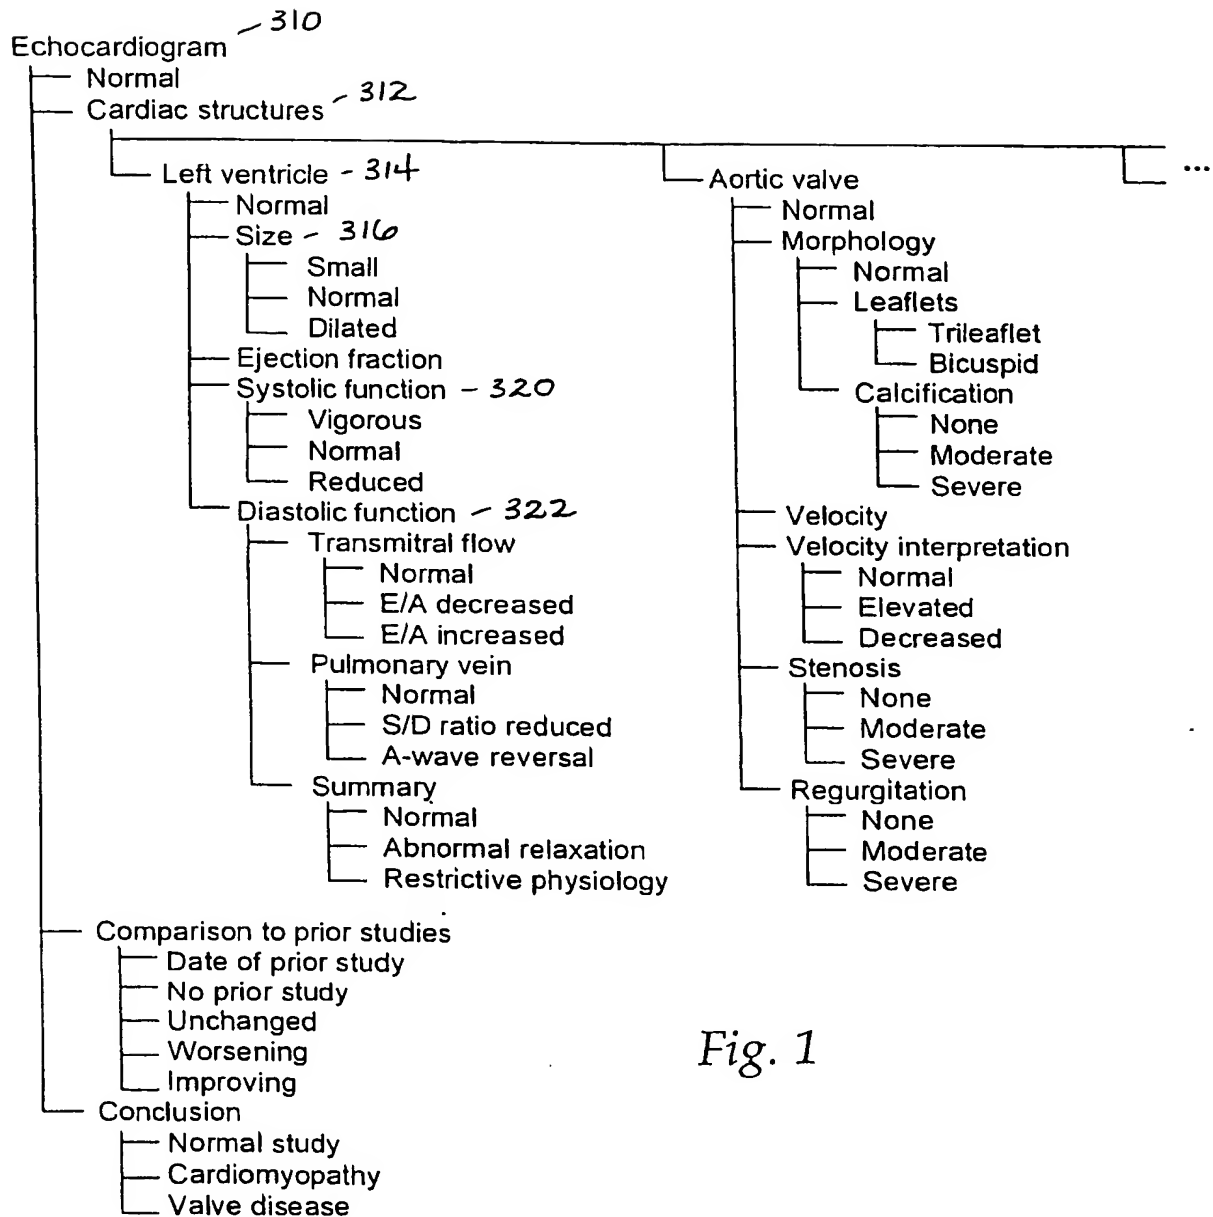 Echocardiogram 310
Normal
Cardiac structures 312
Left ventricle - 314
Normal
Size - 316
Small
Normal
Dilated
Ejection fraction
Systolic function - 320
Vigorous
Normal
Reduced
Diastolic function - 322
Transmitral flow
Normal
E/A decreased
E/A increased
Pulmonary vein
Normal
S/D ratio reduced
A-wave reversal
Summary
Normal
Abnormal relaxation
Restrictive physiology
Aortic valve
Normal
Morphology
Normal
Leaflets
Trileaflet
Bicuspid
Calcification
None
Moderate
Severe
Velocity
Velocity interpretation
Normal
Elevated
Decreased
Stenosis
None
Moderate
Severe
Regurgitation
None
Moderate
Severe
...
Comparison to prior studies
Date of prior study
No prior study
Unchanged
Worsening
Improving
Conclusion
Normal study
Cardiomyopathy
Valve disease
Fig. 1